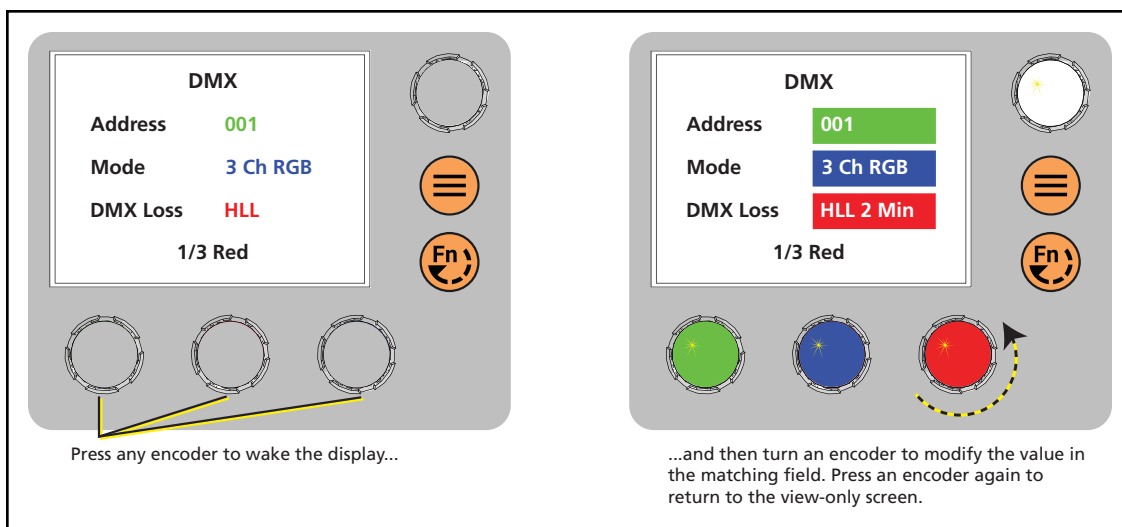 DMX
Address 001
Mode 3 Ch RGB
DMX Loss HLL
1/3 Red
Fn
Press any encoder to wake the display...
DMX
Address 001
Mode 3 Ch RGB
DMX Loss HLL 2 Min
1/3 Red
Fn
...and then turn an encoder to modify the value in
the matching field. Press an encoder again to
return to the view-only screen.